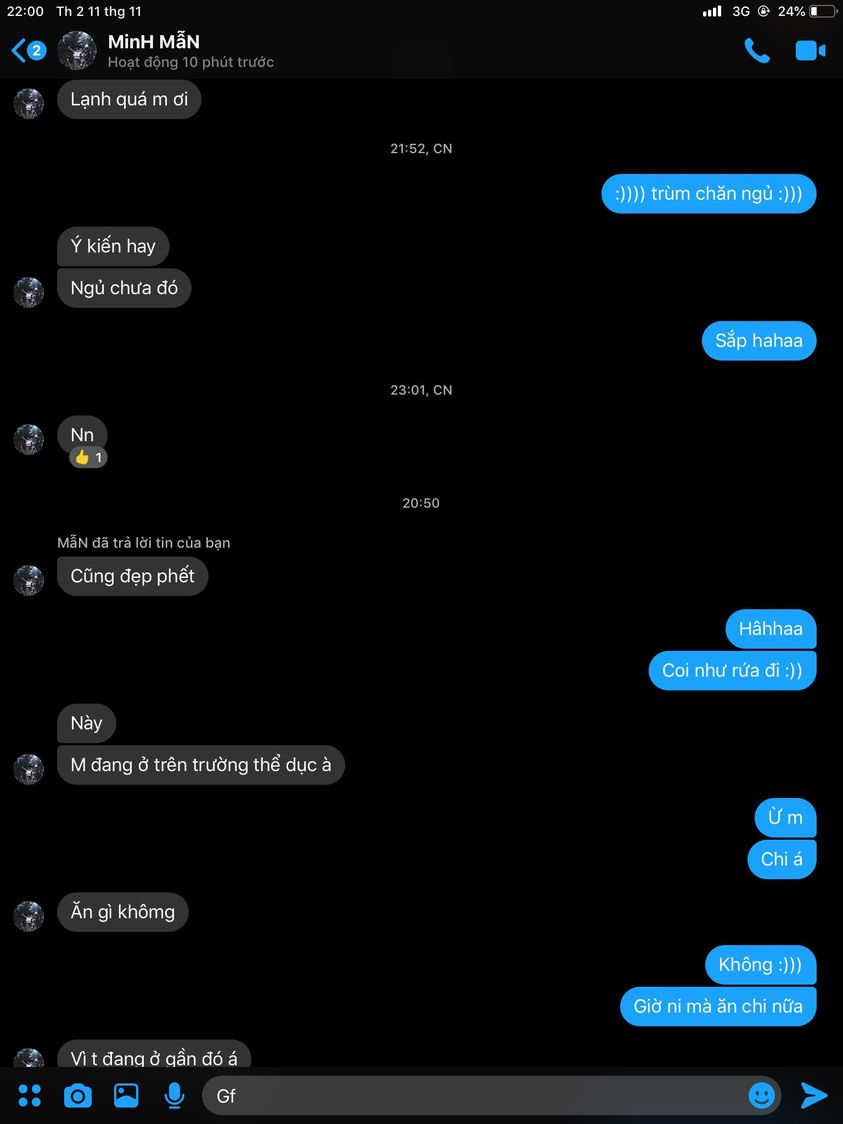 22:00 Th 2 11 thg 11
3G 24%
2
MinH MẫN
Hoạt động 10 phút trước
Lạnh quá m ơi
21:52, CN
:)))) trùm chăn ngủ :)))
Ý kiến hay
Ngủ chưa đó
Sắp hahaa
23:01, CN
Nn
👍 1
20:50
MẫN đã trả lời tin của bạn
Cũng đẹp phết
Hâhhaa
Coi như rứa đi :))
Này
M đang ở trên trường thể dục à
Ừ m
Chi á
Ăn gì khômg
Không :)))
Giờ ni mà ăn chi nữa
Vì t đang ở gần đó á
Gf